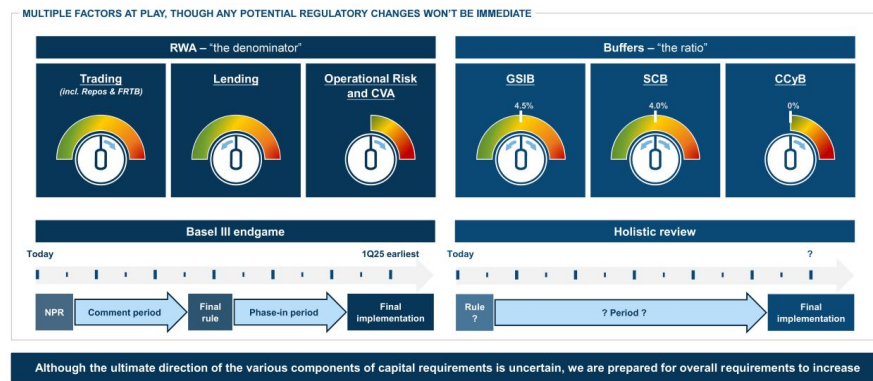 MULTIPLE FACTORS AT PLAY, THOUGH ANY POTENTIAL REGULATORY CHANGES WON'T BE IMMEDIATE
RWA – “the denominator”
Trading
(incl. Repos & FRTB)
Lending
Operational Risk
and CVA
Buffers – “the ratio”
GSIB
4.5%
SCB
4.0%
CCyB
0%
Basel III endgame
Today
1Q25 earliest
NPR
Comment period
Final
rule
Phase-in period
Final
implementation
Holistic review
Today
?
Rule
?
? Period ?
Final
implementation
Although the ultimate direction of the various components of capital requirements is uncertain, we are prepared for overall requirements to increase